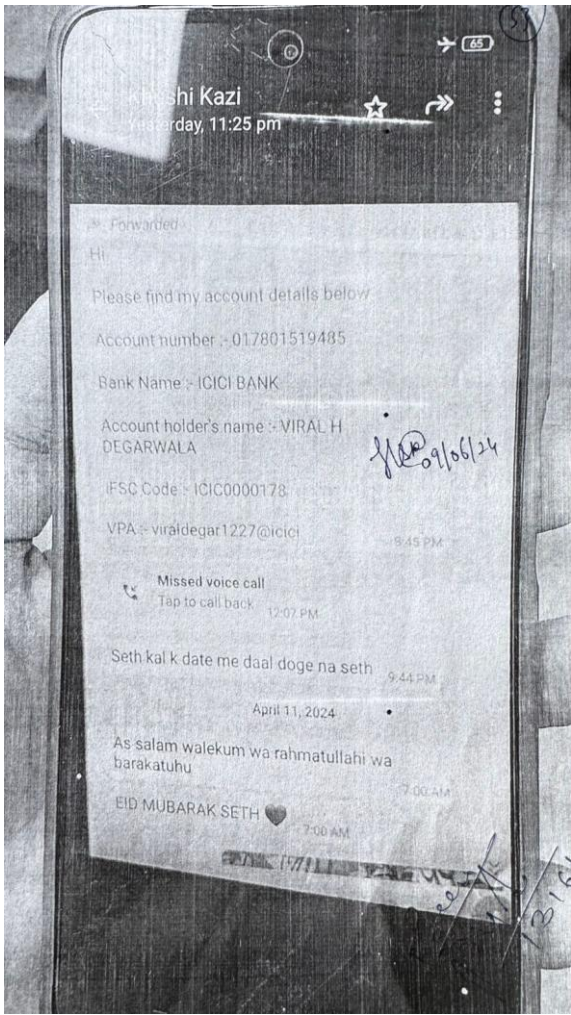 53
65
Khushi Kazi
Yesterday, 11:25 pm
Forwarded
Hi
Please find my account details below
Account number :- 017801519485
Bank Name :- ICICI BANK
Account holder's name :- VIRAL H
DEGARWALA
IFSC Code :- ICIC0000178
VPA :- viraldegar1227@icici
8:45 PM
09/06/24
Missed voice call
Tap to call back
12:07 PM
Seth kal k date me daal doge na seth
9:44 PM
April 11, 2024
As salam walekum wa rahmatullahi wa
barakatuhu
7:00 AM
EID MUBARAK SETH ❤
7:00 AM